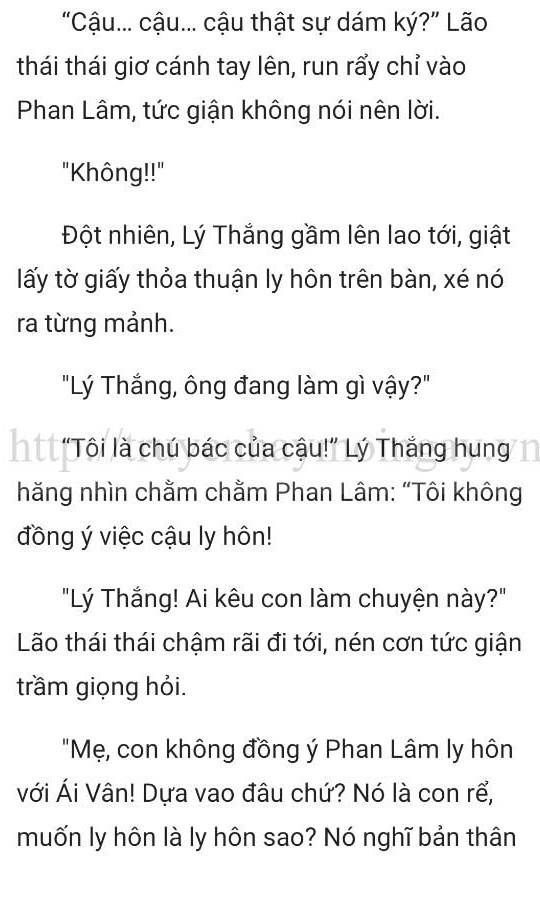 “Cậu... cậu... cậu thật sự dám ký?” Lão
thái thái giơ cánh tay lên, run rẩy chỉ vào
Phan Lâm, tức giận không nói nên lời.
"Không!!"
Đột nhiên, Lý Thắng gầm lên lao tới, giật
lấy tờ giấy thỏa thuận ly hôn trên bàn, xé nó
ra từng mảnh.
"Lý Thắng, ông đang làm gì vậy?"
“Tôi là chú bác của cậu!” Lý Thắng hung
hăng nhìn chằm chằm Phan Lâm: “Tôi không
đồng ý việc cậu ly hôn!
"Lý Thắng! Ai kêu con làm chuyện này?"
Lão thái thái chậm rãi đi tới, nén cơn tức giận
trầm giọng hỏi.
"Mẹ, con không đồng ý Phan Lâm ly hôn
với Ái Vân! Dựa vao đâu chứ? Nó là con rể,
muốn ly hôn là ly hôn sao? Nó nghĩ bản thân
http://truyenhaymoingay.vn